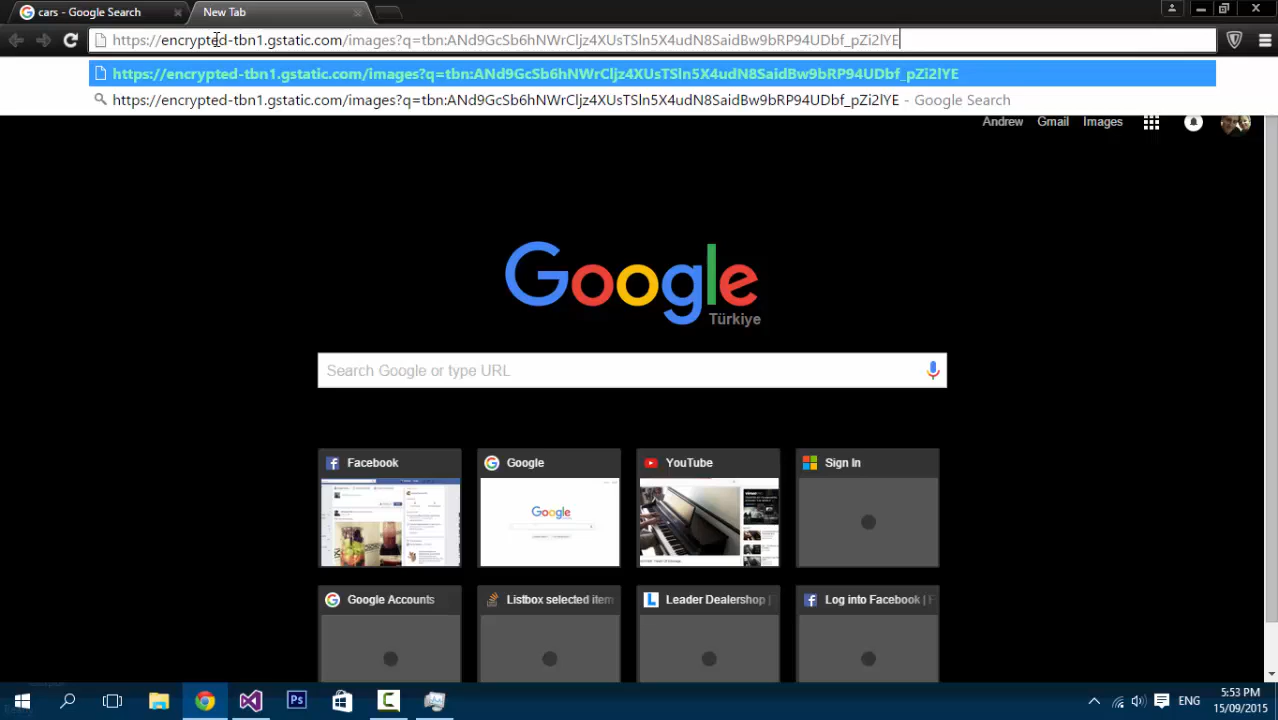 cars - Google Search
New Tab
https://encrypted-tbn1.gstatic.com/images?q=tbn:ANd9GcSb6hNWrCljz4XUsTSln5X4udN8SaidBw9bRP94UDbf_pZi2lYE
https://encrypted-tbn1.gstatic.com/images?q=tbn:ANd9GcSb6hNWrCljz4XUsTSln5X4udN8SaidBw9bRP94UDbf_pZi2lYE
https://encrypted-tbn1.gstatic.com/images?q=tbn:ANd9GcSb6hNWrCljz4XUsTSln5X4udN8SaidBw9bRP94UDbf_pZi2lYE - Google Search
Andrew Gmail Images
Google
Türkiye
Search Google or type URL
Facebook Google YouTube Sign In
Google
Google Accounts Listbox selected item Leader Dealership | Log into Facebook | F
ENG 5:53 PM
15/09/2015